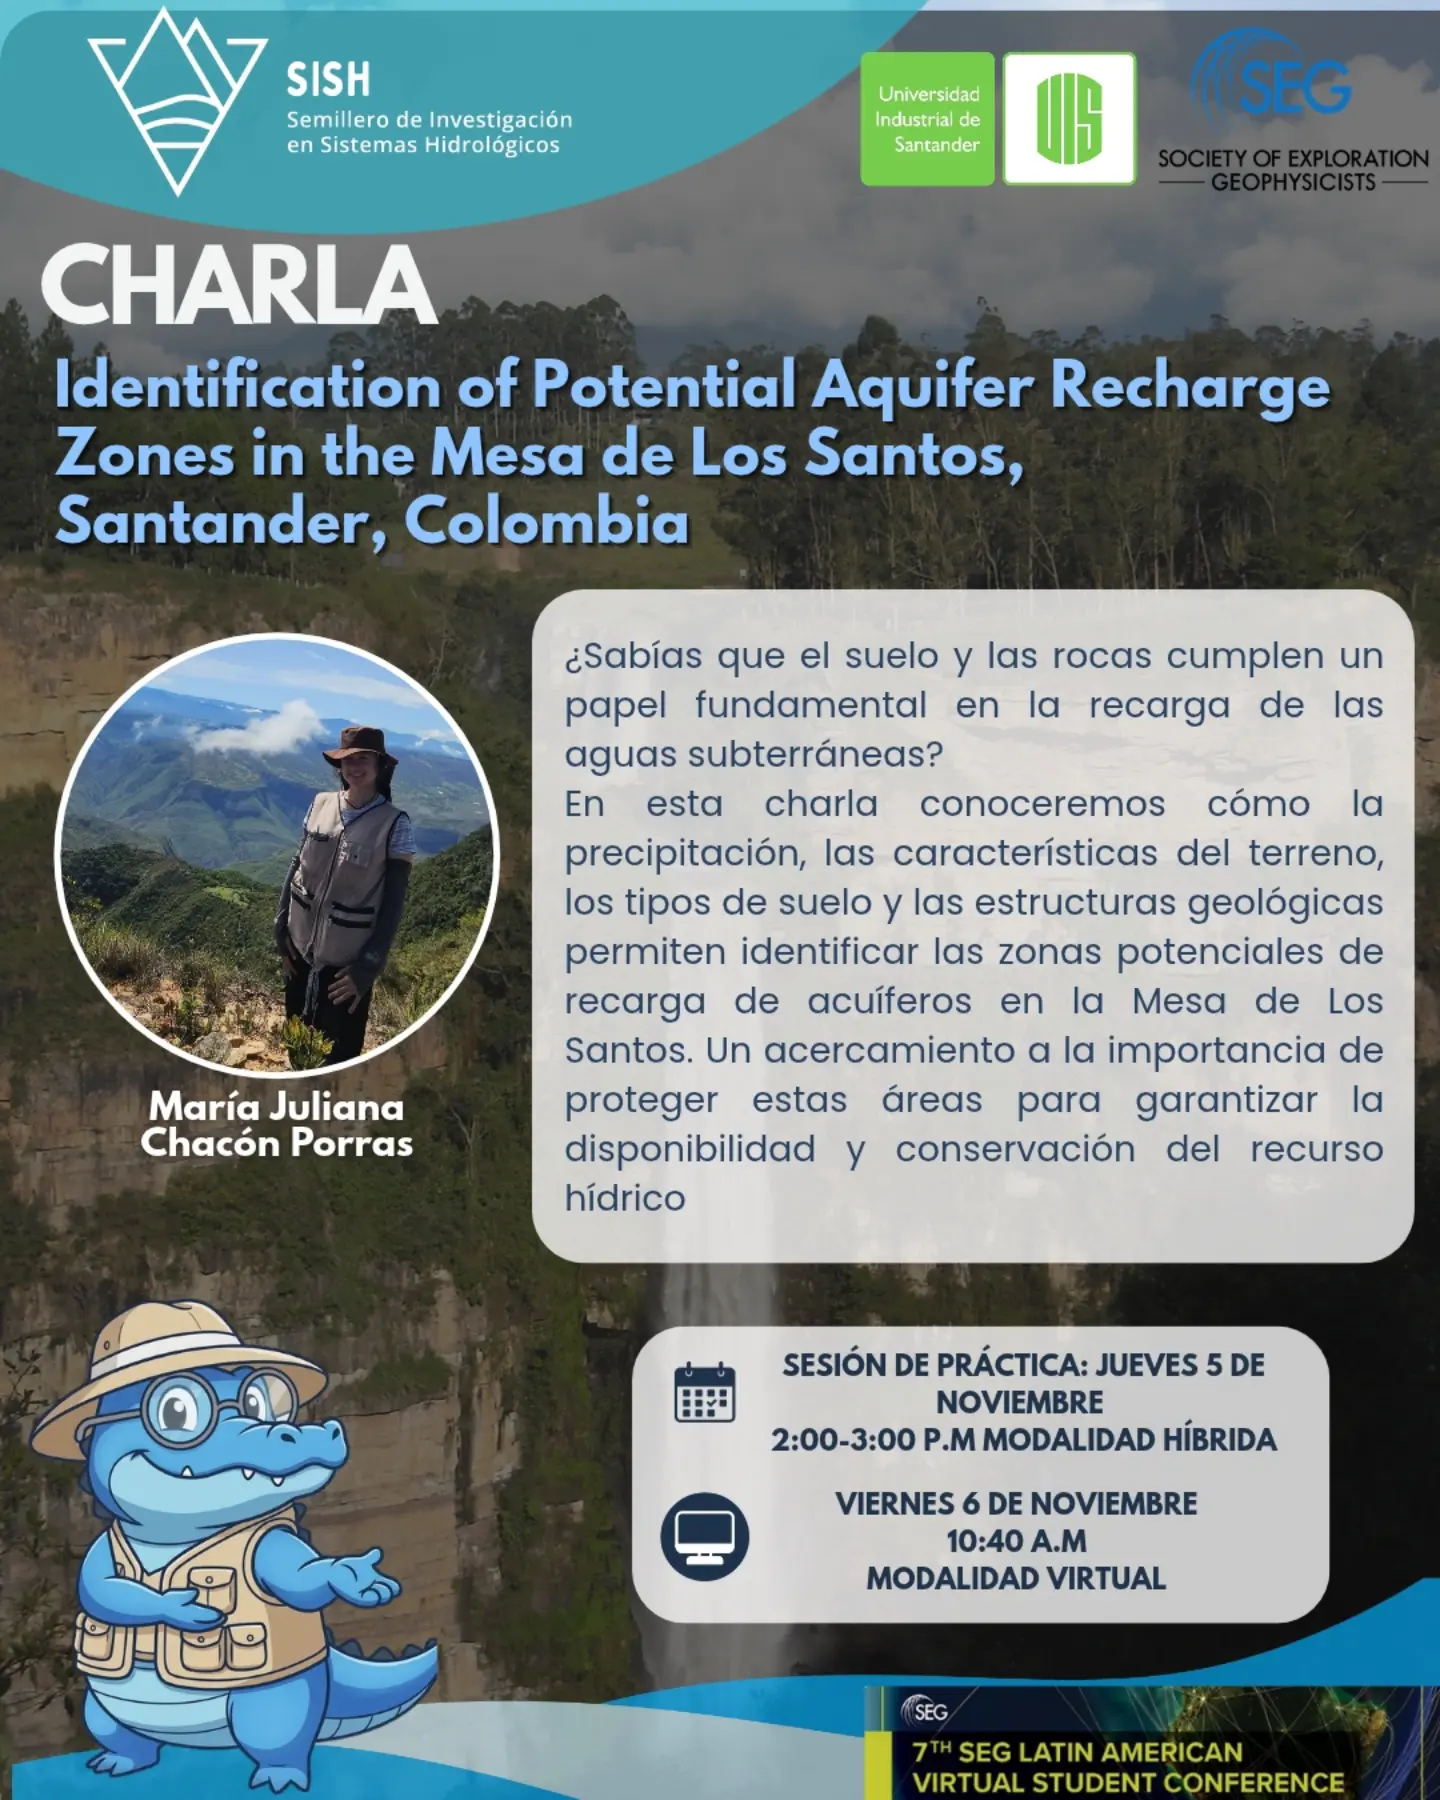 SISH
Semillero de Investigación
en Sistemas Hidrológicos
Universidad
Industrial de
Santander
UIS
SEG
SOCIETY OF EXPLORATION
GEOPHYSICISTS
CHARLA
Identification of Potential Aquifer Recharge
Zones in the Mesa de Los Santos,
Santander, Colombia
¿Sabías que el suelo y las rocas cumplen un
papel fundamental en la recarga de las
aguas subterráneas?
En esta charla conoceremos cómo la
precipitación, las características del terreno,
los tipos de suelo y las estructuras geológicas
permiten identificar las zonas potenciales de
recarga de acuíferos en la Mesa de Los
Santos. Un acercamiento a la importancia de
proteger estas áreas para garantizar la
disponibilidad y conservación del recurso
hídrico
María Juliana
Chacón Porras
SESIÓN DE PRÁCTICA: JUEVES 5 DE
NOVIEMBRE
2:00-3:00 P.M MODALIDAD HÍBRIDA
VIERNES 6 DE NOVIEMBRE
10:40 A.M
MODALIDAD VIRTUAL
SEG
7TH SEG LATIN AMERICAN
VIRTUAL STUDENT CONFERENCE